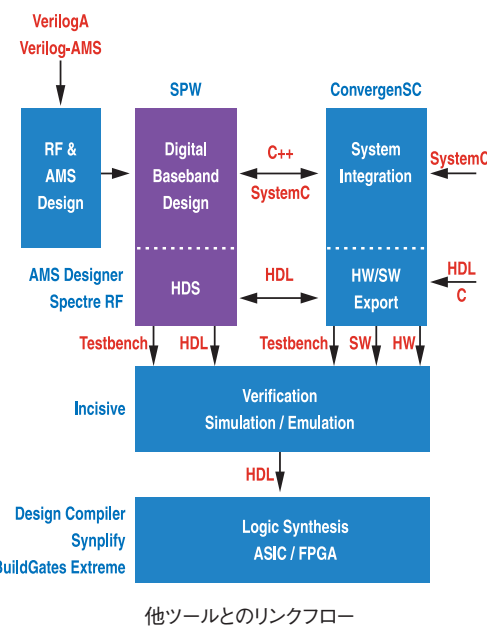 VerilogA
Verilog-AMS
SPW
ConvergenSC
RF &
AMS
Design
Digital
Baseband
Design
C++
SystemC
System
Integration
SystemC
AMS Designer
Spectre RF
HDS
HDL
HW/SW
Export
HDL
C
Testbench
HDL
Testbench
SW
HW
Incisive
Verification
Simulation / Emulation
HDL
Design Compiler
Synplify
BuildGates Extreme
Logic Synthesis
ASIC / FPGA
他ツールとのリンクフロー